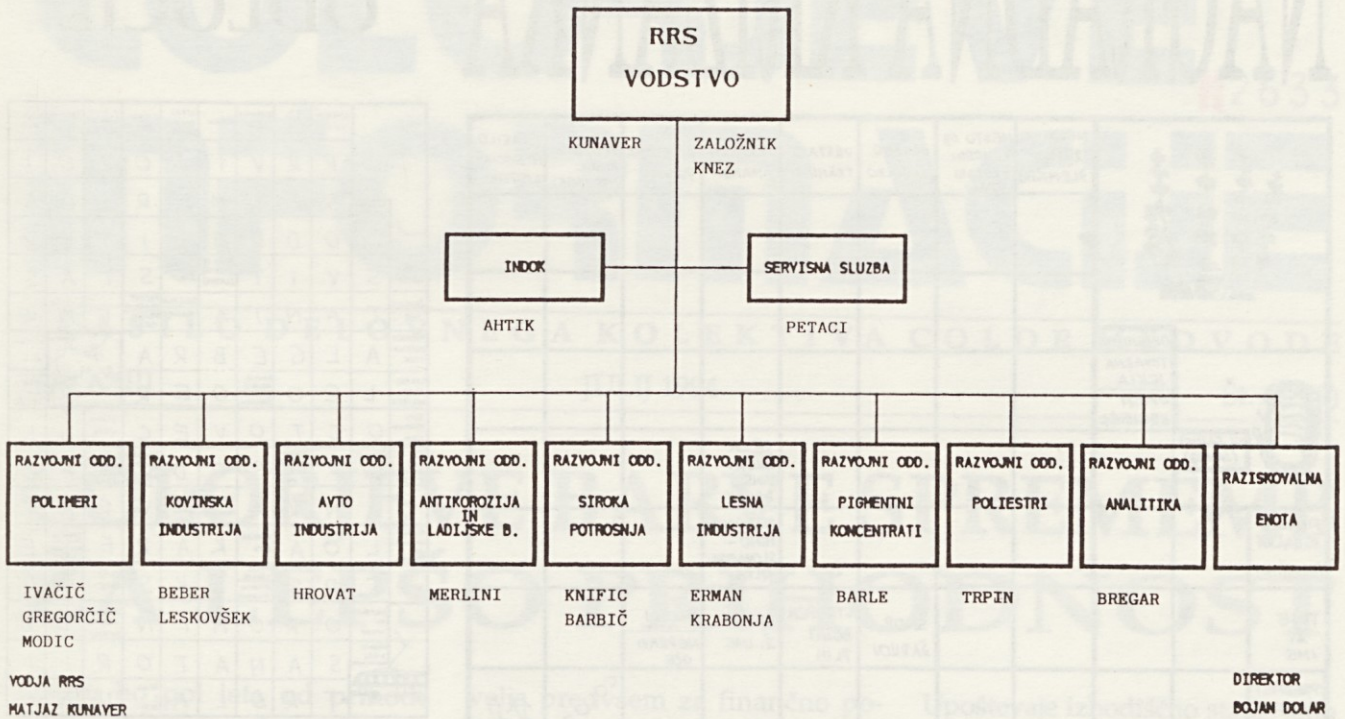 RRS
VODSTVO
KUNAVER
ZALOŽNIK
KNEZ
INDOK
SERVISNA SLUZBA
AHTIK
PETACI
RAZVOJNI ODD.
POLIMERI
RAZVOJNI ODD.
KOVINSKA
INDUSTRIJA
RAZVOJNI ODD.
AVTO
INDUSTRIJA
RAZVOJNI ODD.
ANTIKOROZIJA
IN
LADIJSKE B.
RAZVOJNI ODD.
SIROKA
POTROSNJA
RAZVOJNI ODD.
LESNA
INDUSTRIJA
RAZVOJNI ODD.
PIGMENTNI
KONCENTRATI
RAZVOJNI ODD.
POLIESTRI
RAZVOJNI ODD.
ANALITIKA
RAZISKOVALNA
ENOTA
IVAČIČ
GREGORČIČ
MODIC
BEBER
LESKOVŠEK
HROVAT
MERLINI
KNIFIC
BARBIČ
ERMAN
KRABONJA
BARLE
TRPIN
BREGAR
VODJA RRS
MATJAZ KUNAVER
DIREKTOR
BOJAN DOLAR